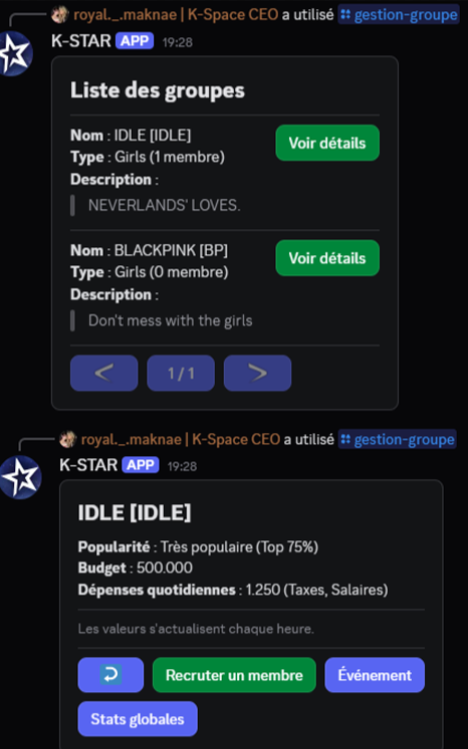 royal._.maknae | K-Space CEO a utilisé gestion-groupe
K-STAR APP 19:28
Liste des groupes
Nom : IDLE [IDLE]
Type : Girls (1 membre)
Description :
NEVERLANDS' LOVES.
Voir détails
Nom : BLACKPINK [BP]
Type : Girls (0 membre)
Description :
Don't mess with the girls
Voir détails
< 1 / 1 >
royal._.maknae | K-Space CEO a utilisé gestion-groupe
K-STAR APP 19:28
IDLE [IDLE]
Popularité : Très populaire (Top 75%)
Budget : 500.000
Dépenses quotidiennes : 1.250 (Taxes, Salaires)
Les valeurs s'actualisent chaque heure.
Recruter un membre Événement
Stats globales